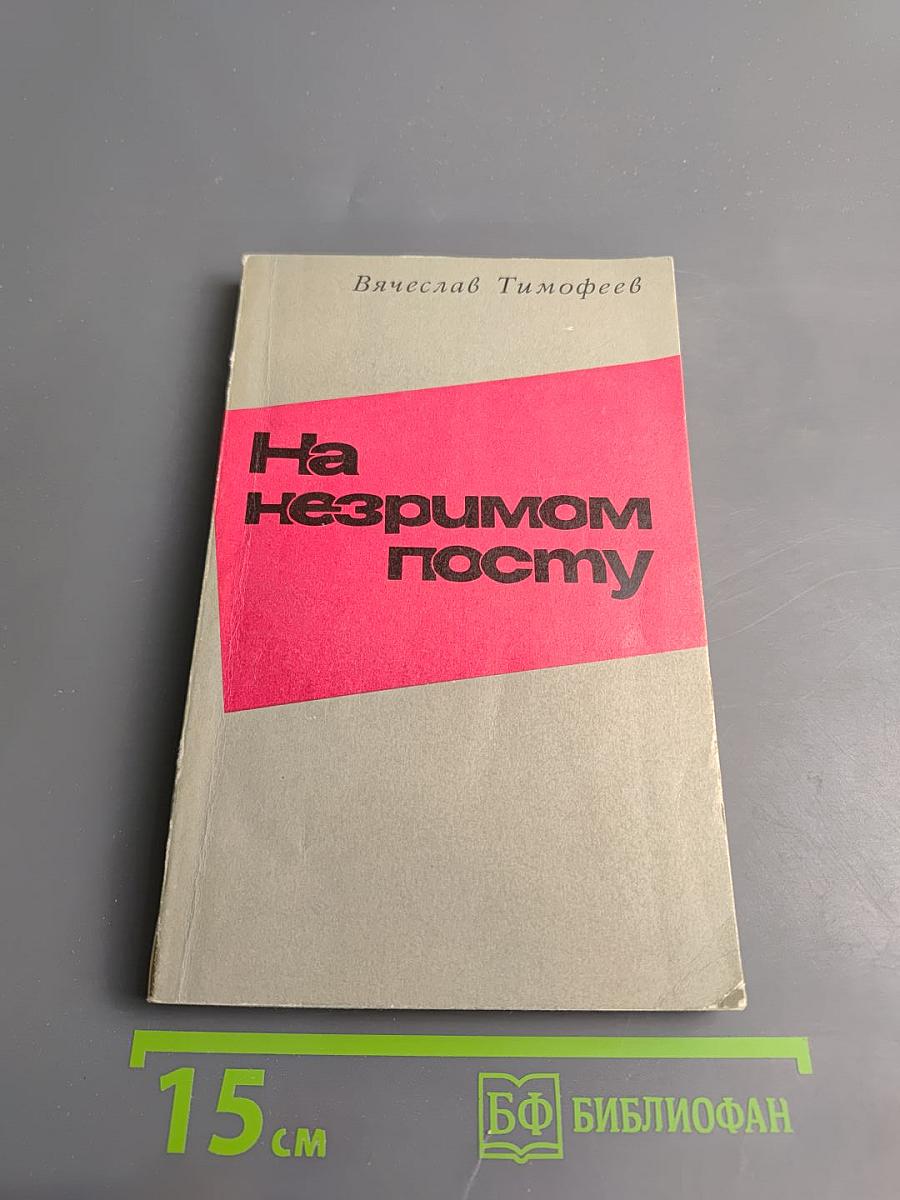 Вячеслав Тимофеев
На
незримом
посту
15 см
БФ БИБЛИОФАН